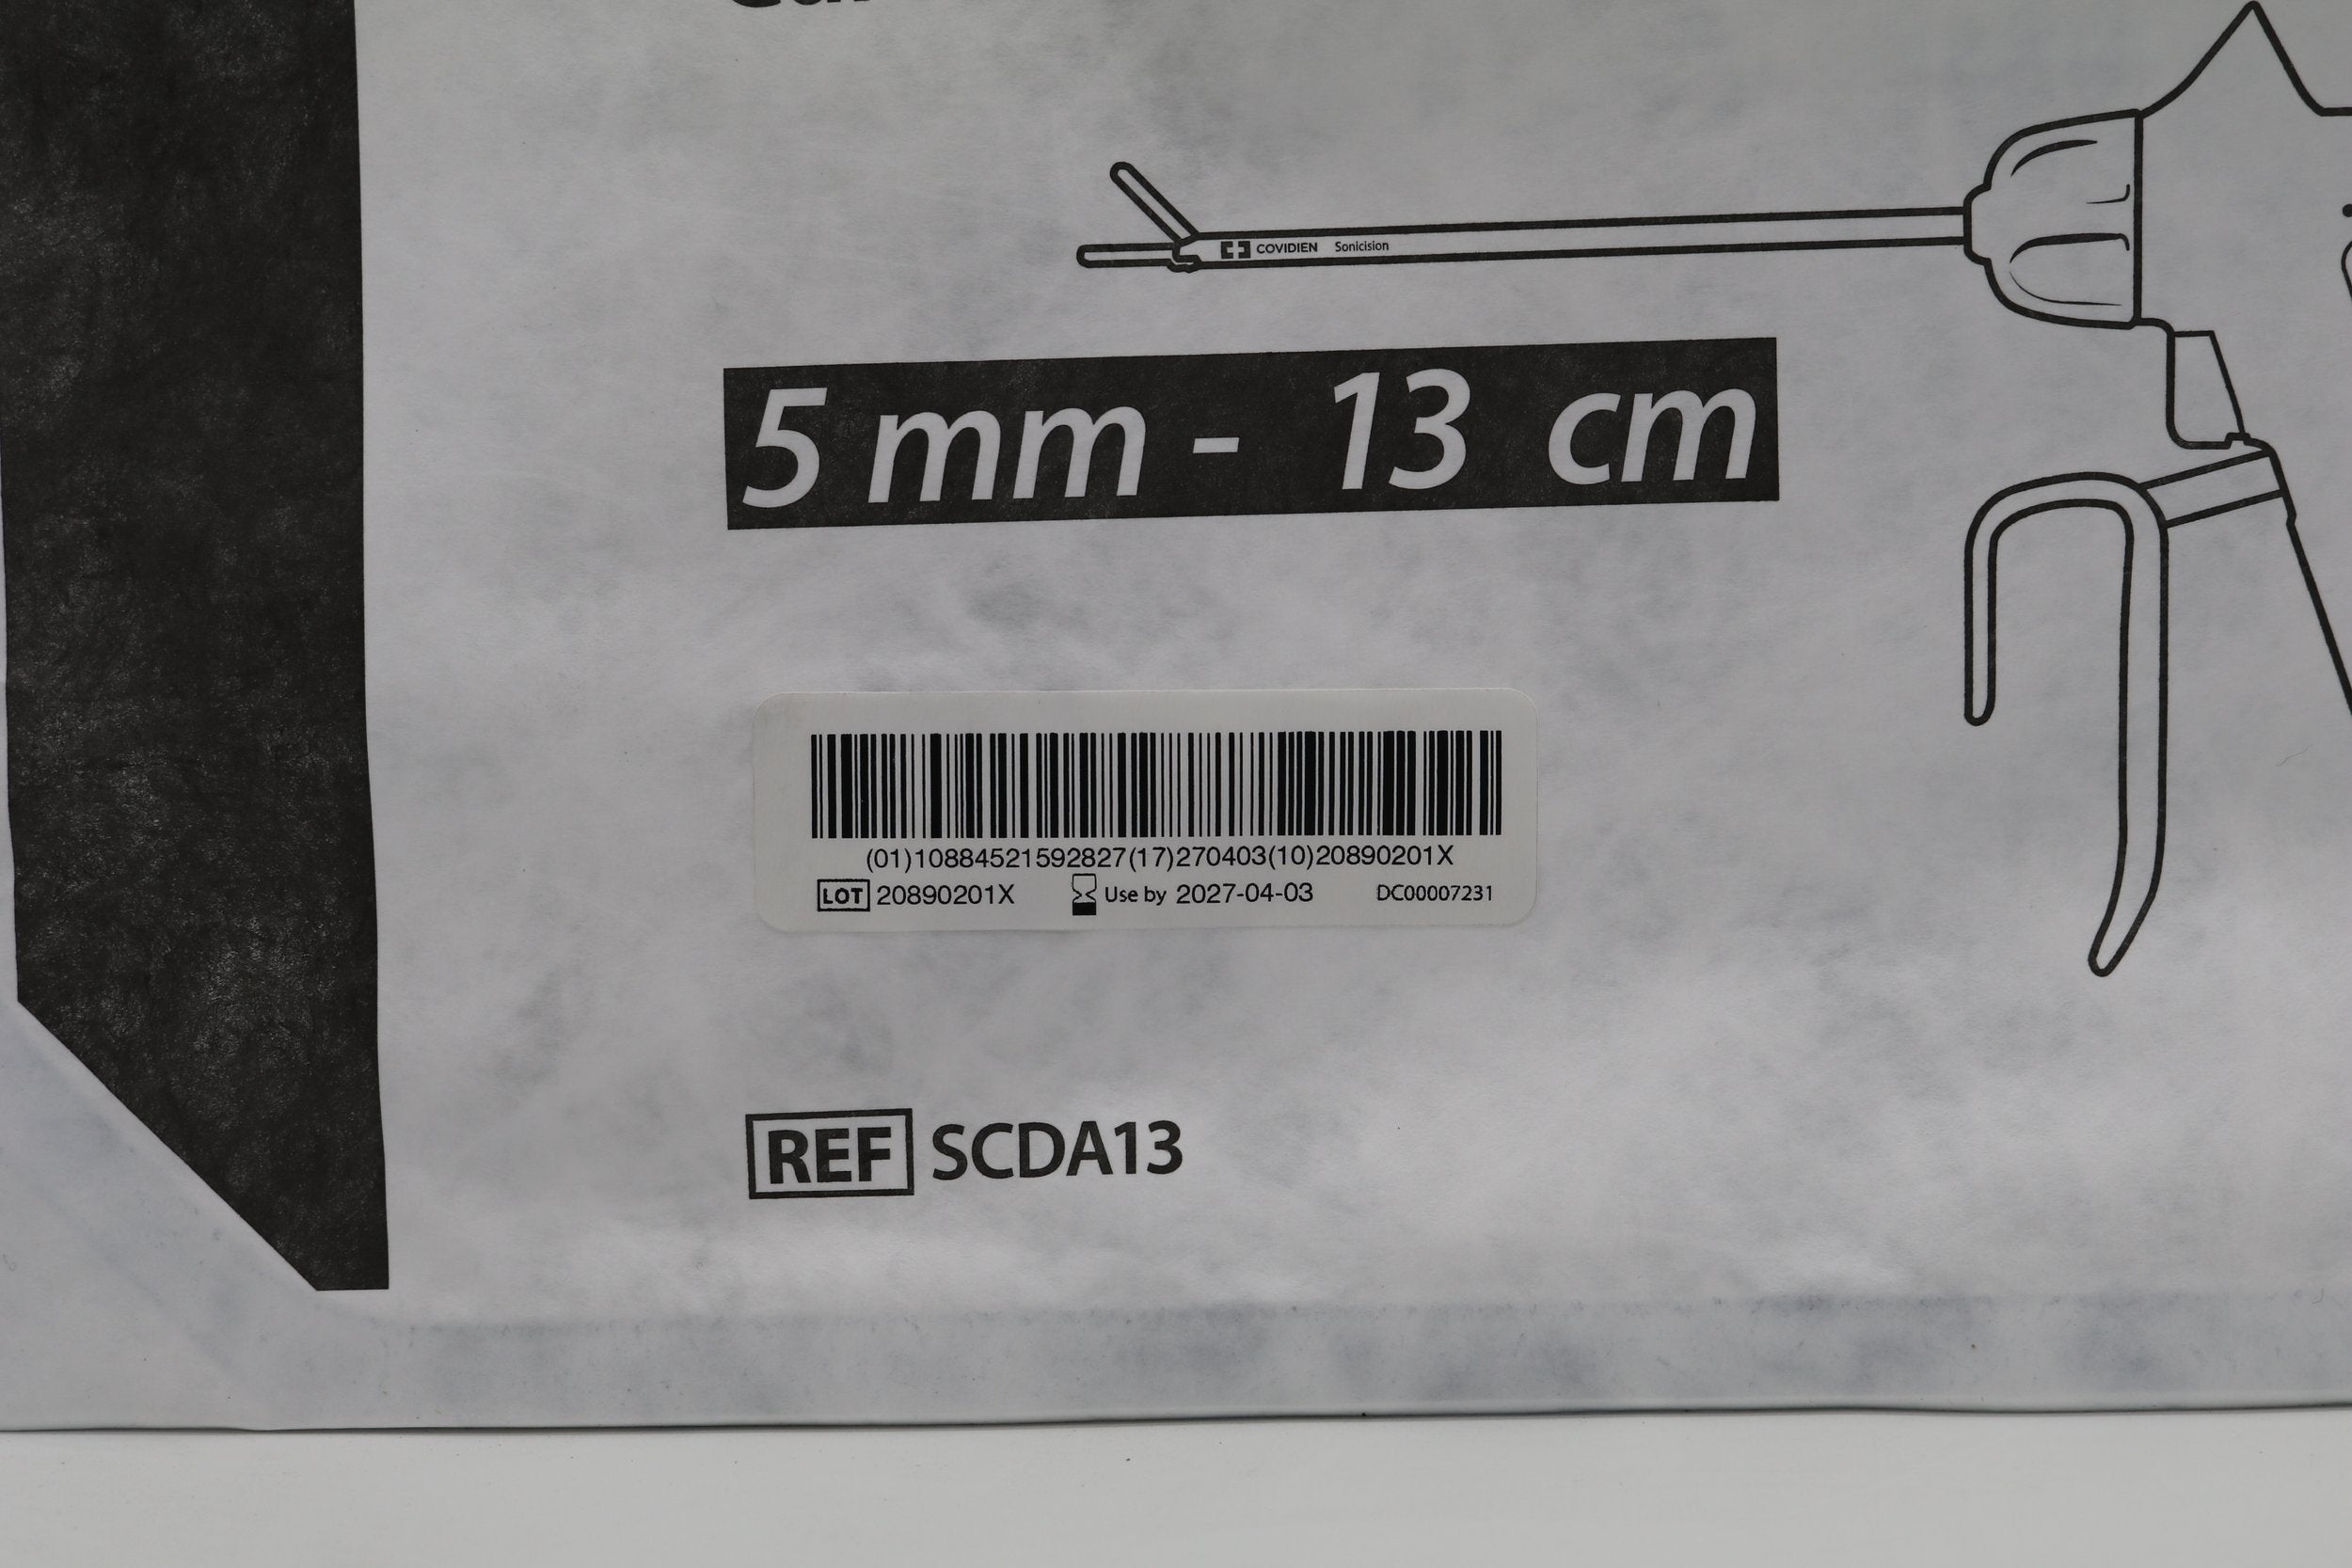 COVIDIEN Sonicision
5 mm - 13 cm
(01)10884521592827(17)270403(10)20890201X
LOT 20890201X Use by 2027-04-03 DC00007231
REF SCDA13